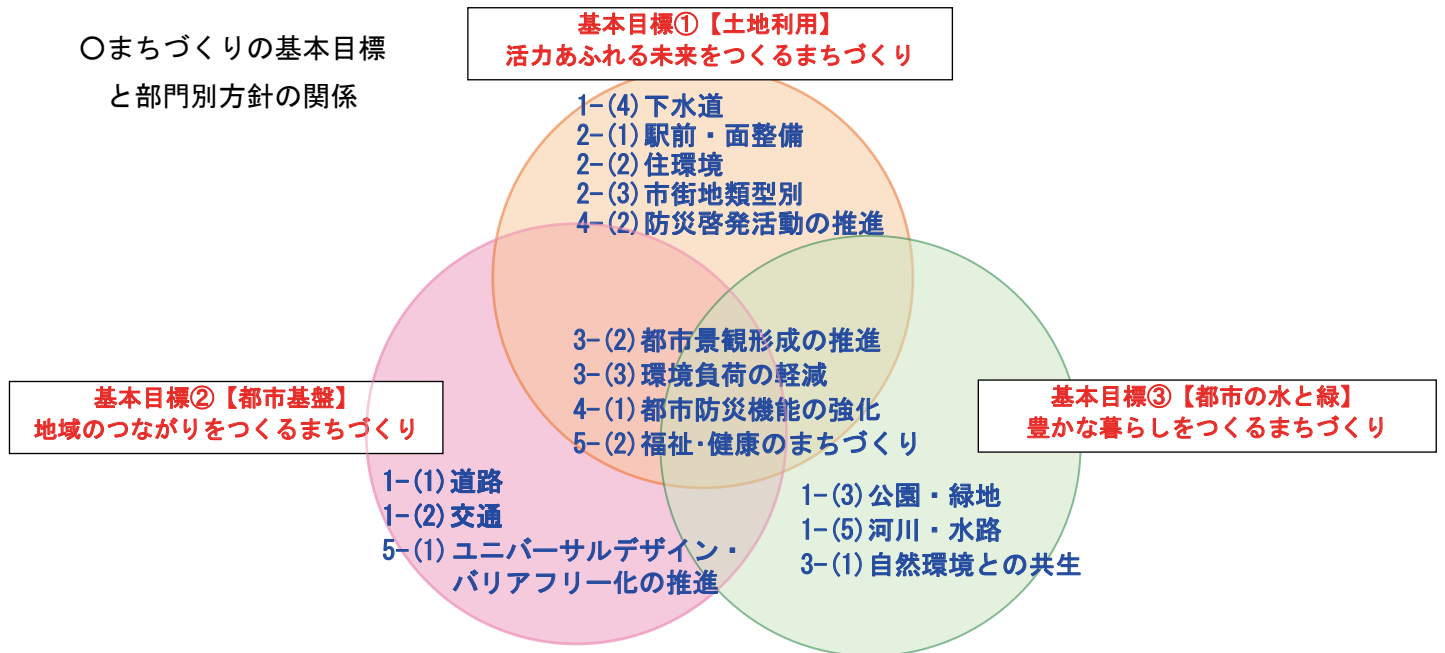 〇まちづくりの基本目標
と部門別方針の関係
基本目標①【土地利用】
活力あふれる未来をつくるまちづくり
1-(4)下水道
2-(1)駅前・面整備
2-(2)住環境
2-(3)市街地類型別
4-(2)防災啓発活動の推進
3-(2)都市景観形成の推進
3-(3)環境負荷の軽減
4-(1)都市防災機能の強化
5-(2)福祉・健康のまちづくり
基本目標②【都市基盤】
地域のつながりをつくるまちづくり
1-(1)道路
1-(2)交通
5-(1)ユニバーサルデザイン・
バリアフリー化の推進
基本目標③【都市の水と緑】
豊かな暮らしをつくるまちづくり
1-(3)公園・緑地
1-(5)河川・水路
3-(1)自然環境との共生